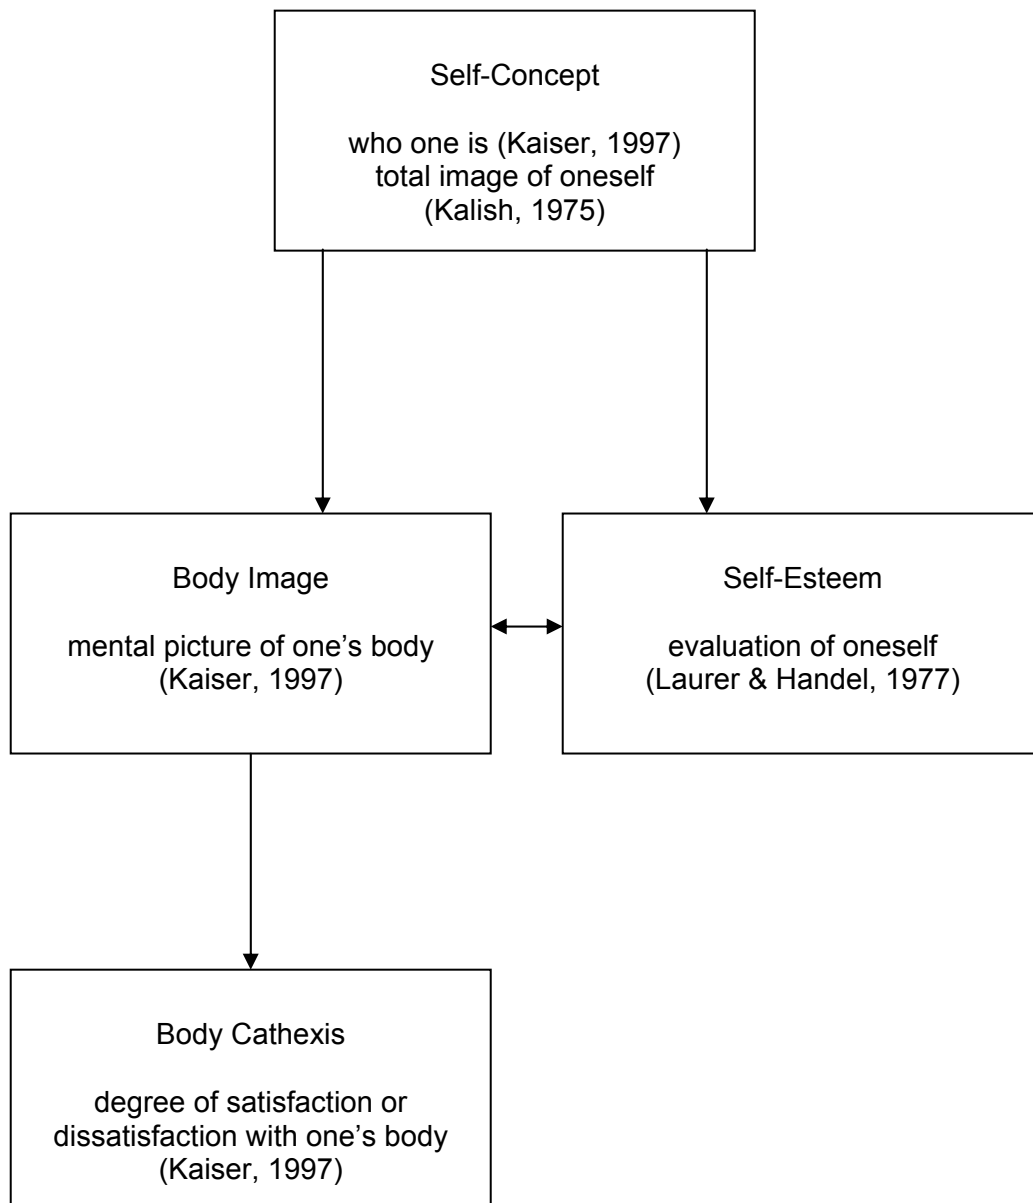 Self-Concept
who one is (Kaiser, 1997)
total image of oneself
(Kalish, 1975)
Body Image
mental picture of one’s body
(Kaiser, 1997)
Self-Esteem
evaluation of oneself
(Laurer & Handel, 1977)
Body Cathexis
degree of satisfaction or
dissatisfaction with one’s body
(Kaiser, 1997)